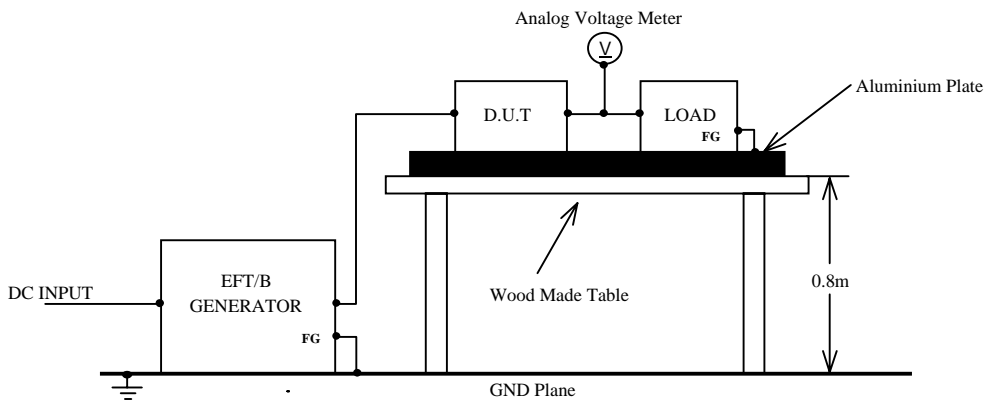 Analog Voltage Meter
V
Aluminium Plate
D.U.T
LOAD
FG
EFT/B
GENERATOR
DC INPUT
Wood Made Table
0.8m
FG
GND Plane